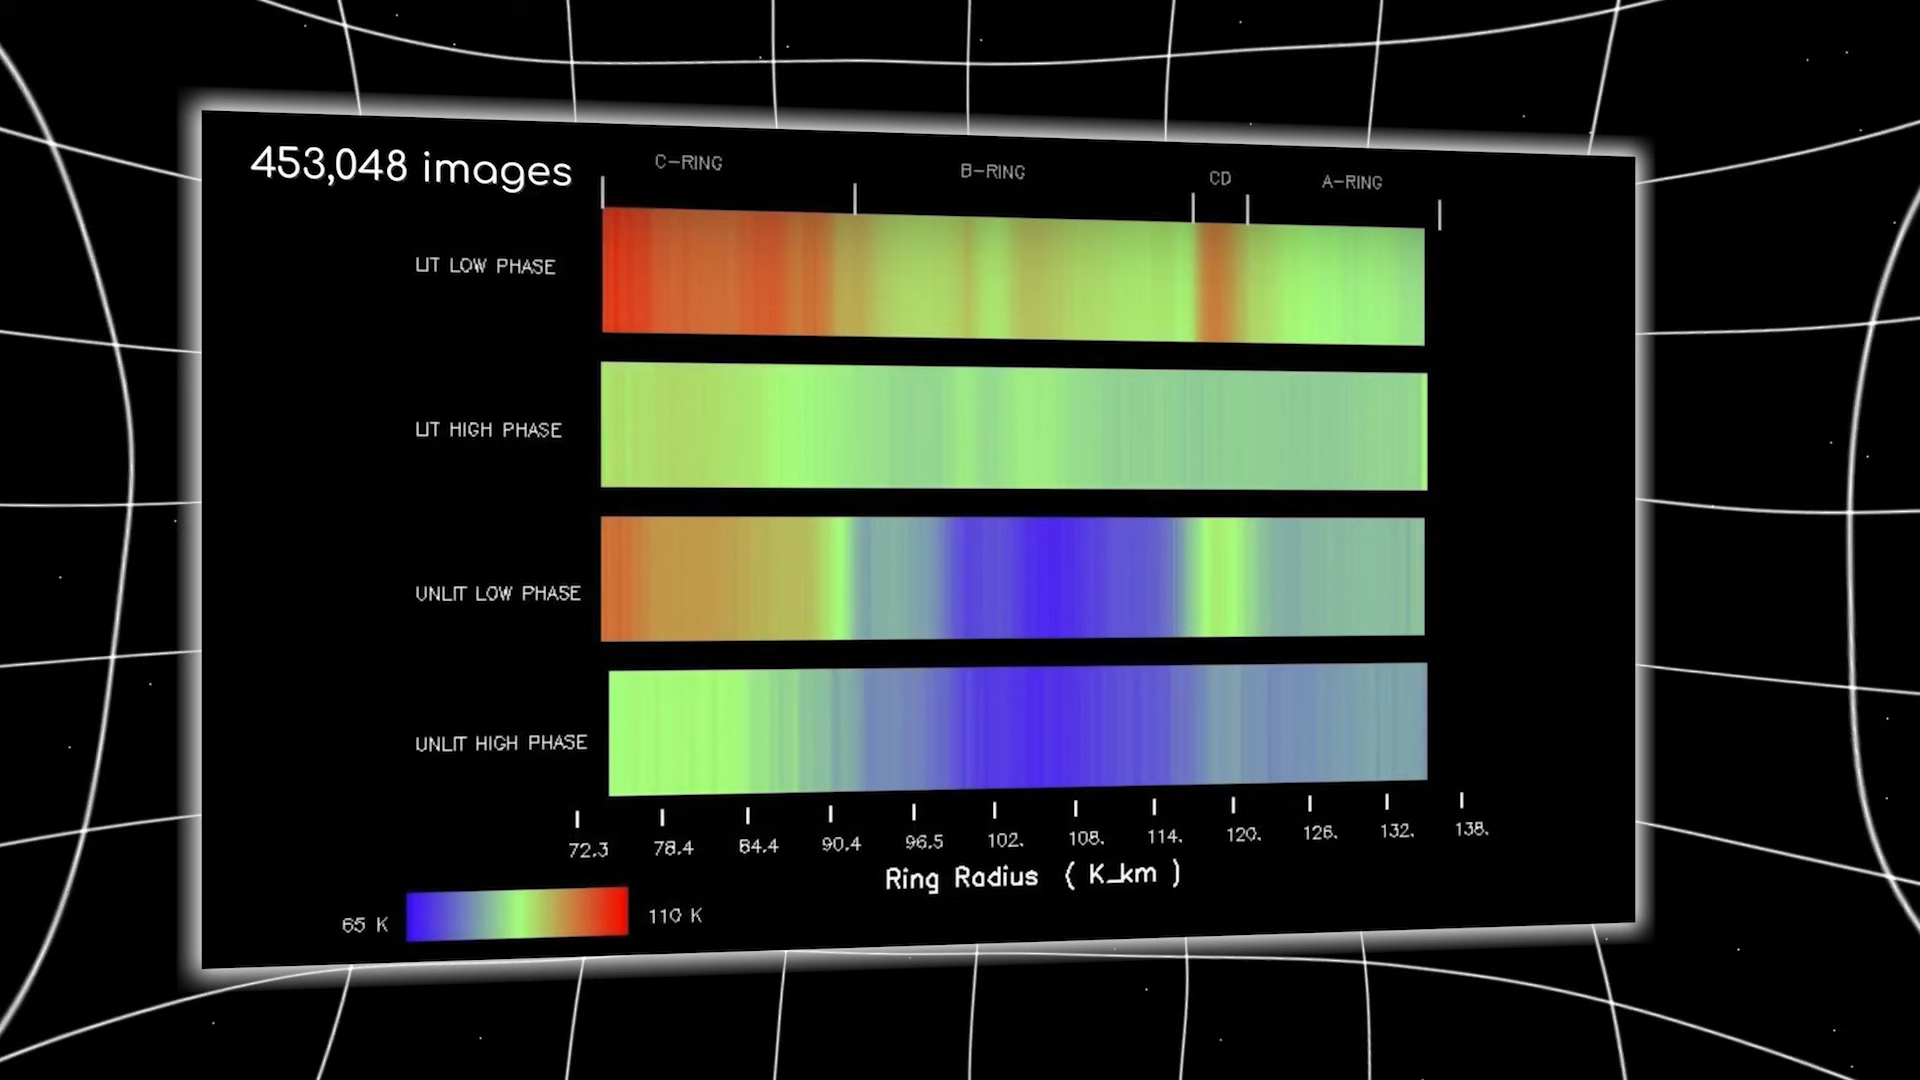 453,048 images
C-RING
B-RING
CD
A-RING
LIT LOW PHASE
LIT HIGH PHASE
UNLIT LOW PHASE
UNLIT HIGH PHASE
72.3 78.4 84.4 90.4 96.5 102. 108. 114. 120. 126. 132. 138.
Ring Radius ( K_km )
65 K
110 K